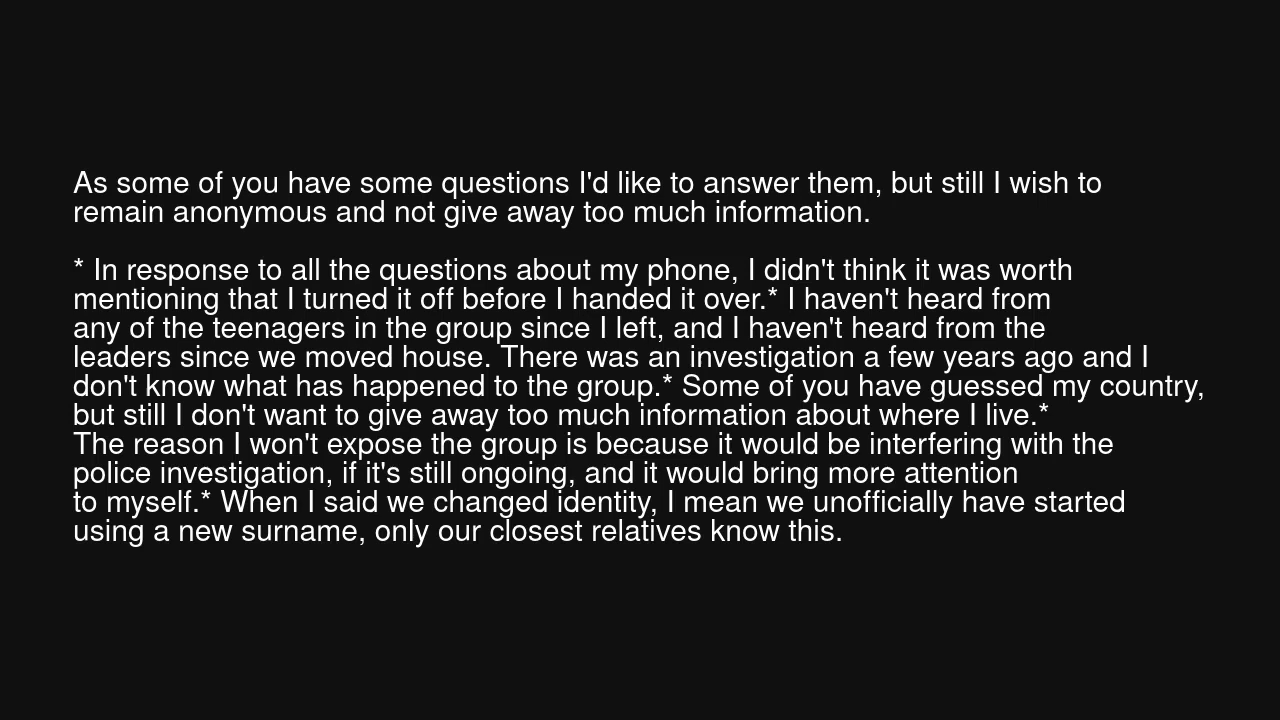 As some of you have some questions I'd like to answer them, but still I wish to
remain anonymous and not give away too much information.
* In response to all the questions about my phone, I didn't think it was worth
mentioning that I turned it off before I handed it over.* I haven't heard from
any of the teenagers in the group since I left, and I haven't heard from the
leaders since we moved house. There was an investigation a few years ago and I
don't know what has happened to the group.* Some of you have guessed my country,
but still I don't want to give away too much information about where I live.*
The reason I won't expose the group is because it would be interfering with the
police investigation, if it's still ongoing, and it would bring more attention
to myself.* When I said we changed identity, I mean we unofficially have started
using a new surname, only our closest relatives know this.